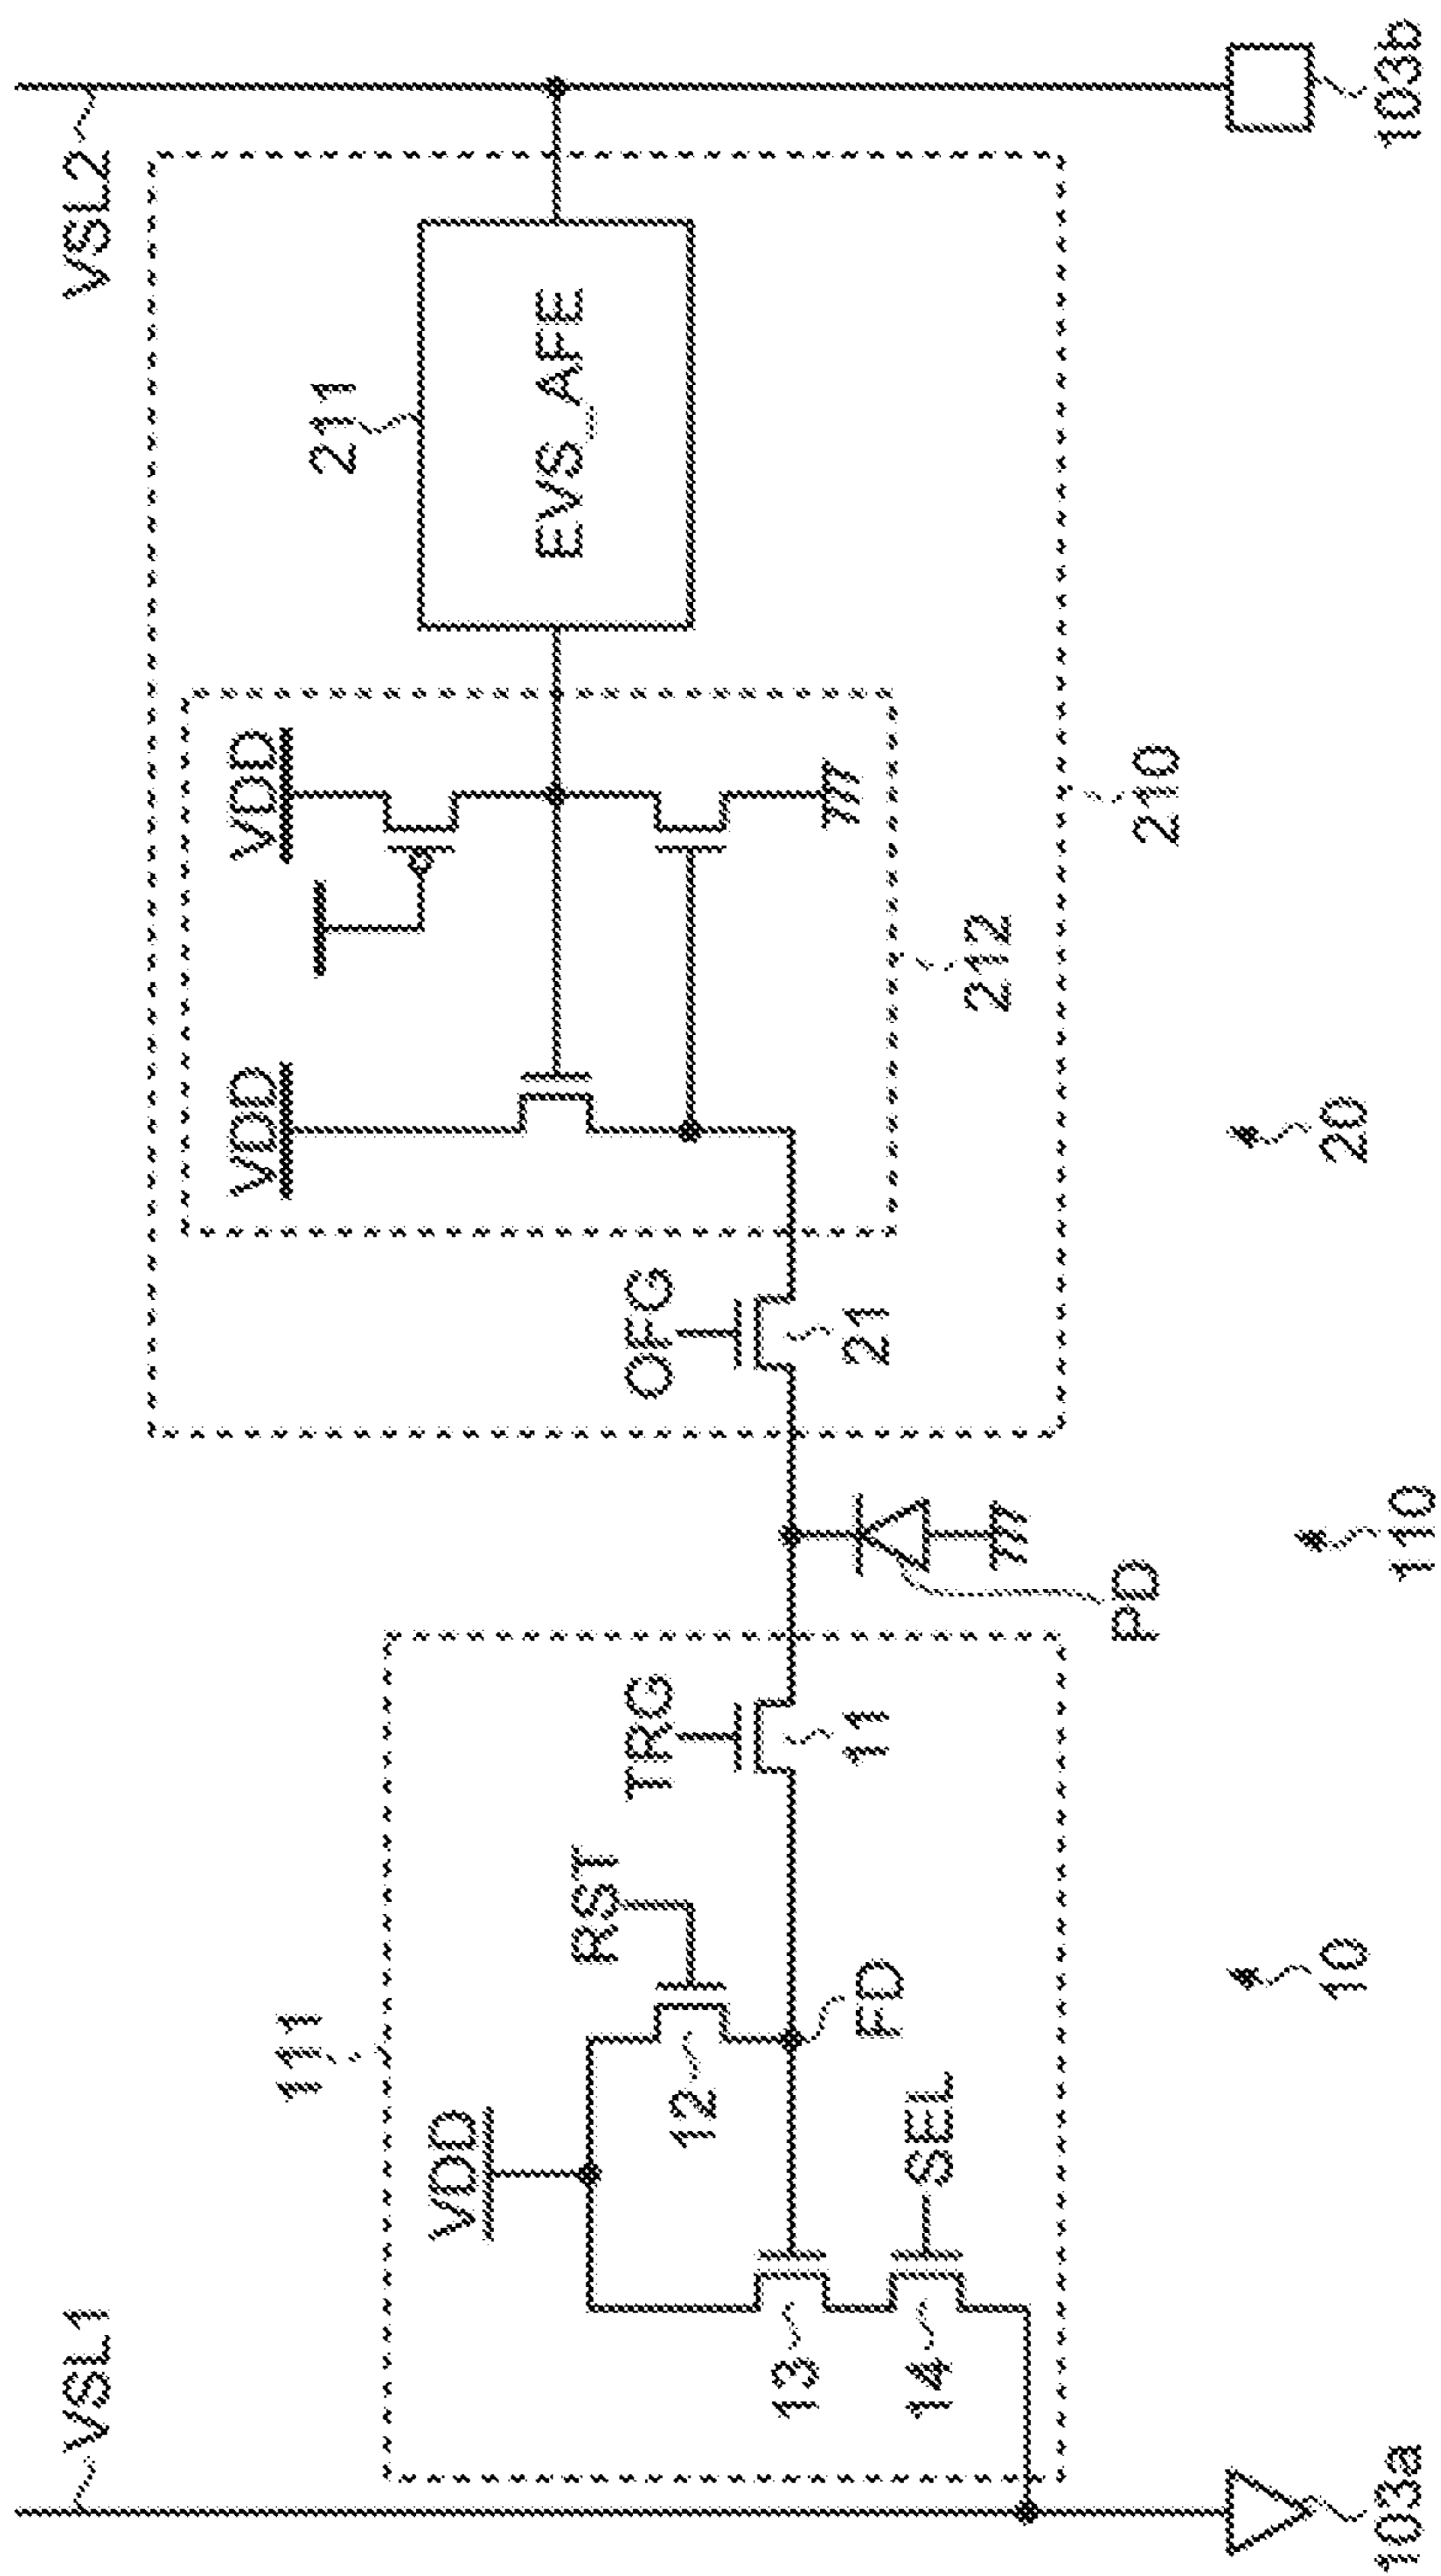 VSL1
VSL2
111
VDD
RST
12
TRG
11
FD
13
SEL
14
PD
OFG
21
VDD
VDD
211
EVS_AFE
212
210
103a
10
110
20
103b